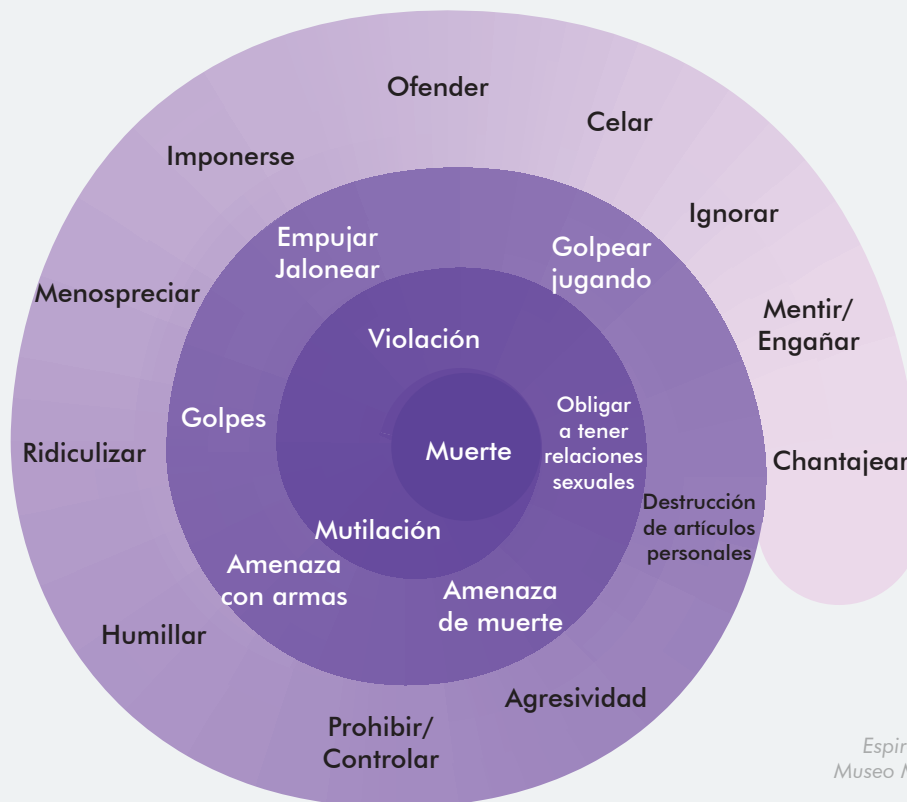 Ofender
Celar
Imponerse
Ignorar
Empujar
Jalonear
Golpear
jugando
Menospreciar
Mentir/
Engañar
Violación
Golpes
Obligar
a tener
relaciones
sexuales
Muerte
Ridiculizar
Chantajear
Destrucción
de artículos
personales
Mutilación
Amenaza
con armas
Amenaza
de muerte
Humillar
Agresividad
Prohibir/
Controlar
Museo